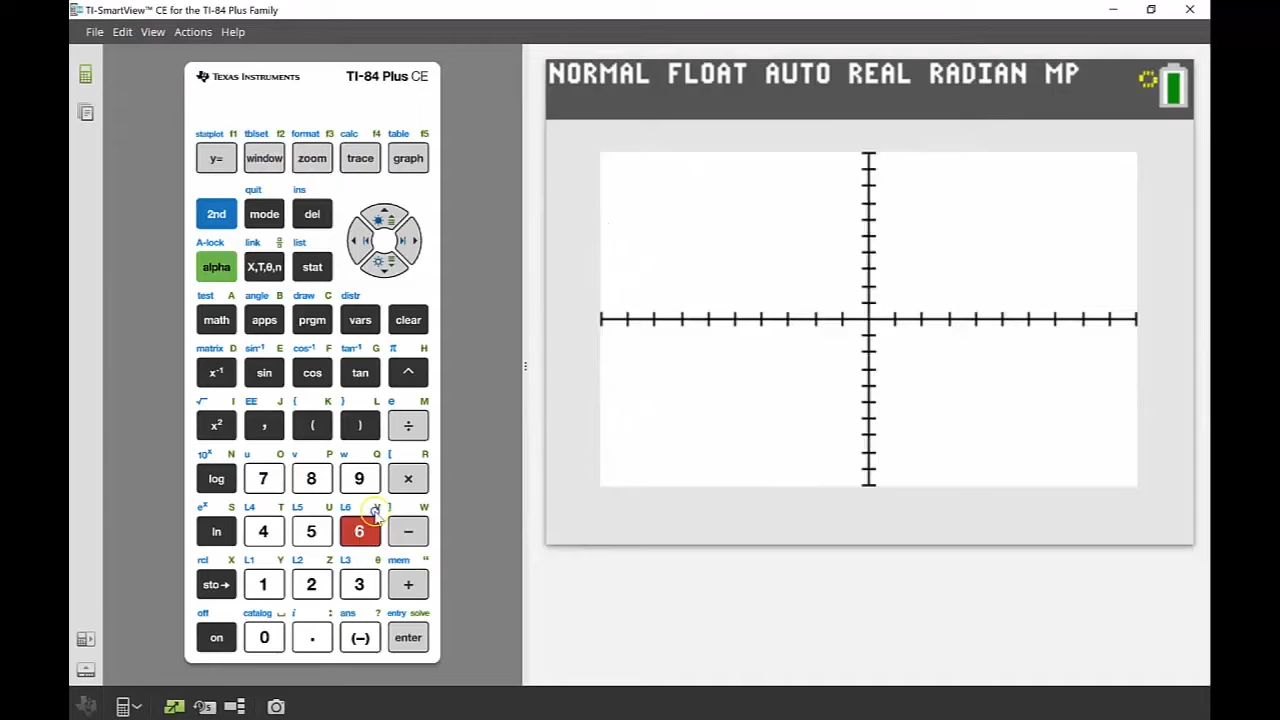 TI-SmartView™ CE for the TI-84 Plus Family
File Edit View Actions Help
TEXAS INSTRUMENTS TI-84 Plus CE
NORMAL FLOAT AUTO REAL RADIAN MP
statplot f1 tblset f2 format f3 calc f4 table f5
y= window zoom trace graph
quit ins
2nd mode del
A-lock link list
alpha X,T,θ,n stat
test A angle B draw C distr
math apps prgm vars clear
matrix D sin⁻¹ E cos⁻¹ F tan⁻¹ G π H
x⁻¹ sin cos tan ^
√ I EE J { K } L e M
x² , ( ) ÷
10ˣ N u O v P w Q [ R
log 7 8 9 ×
eˣ S L4 T L5 U L6 V ] W
ln 4 5 6 −
rcl X L1 Y L2 Z L3 θ mem "
sto→ 1 2 3 +
off catalog ⎵ i : ans ? entry solve
on 0 . (−) enter